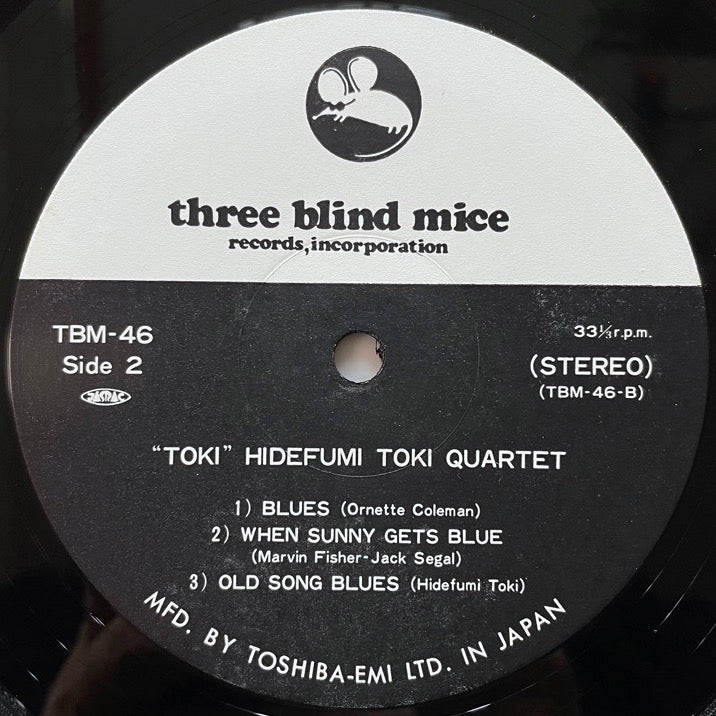 three blind mice
records, incorporation
TBM-46
33⅓ r.p.m.
Side 2
(STEREO)
JASRAC
(TBM-46-B)
“TOKI” HIDEFUMI TOKI QUARTET
1) BLUES (Ornette Coleman)
2) WHEN SUNNY GETS BLUE
(Marvin Fisher-Jack Segal)
3) OLD SONG BLUES (Hidefumi Toki)
MFD. BY TOSHIBA-EMI LTD. IN JAPAN